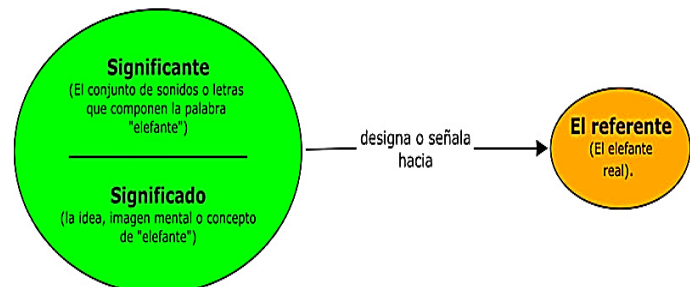 Significante
(El conjunto de sonidos o letras
que componen la palabra
"elefante")
Significado
(la idea, imagen mental o concepto
de "elefante")
designa o señala
hacia
El referente
(El elefante
real).